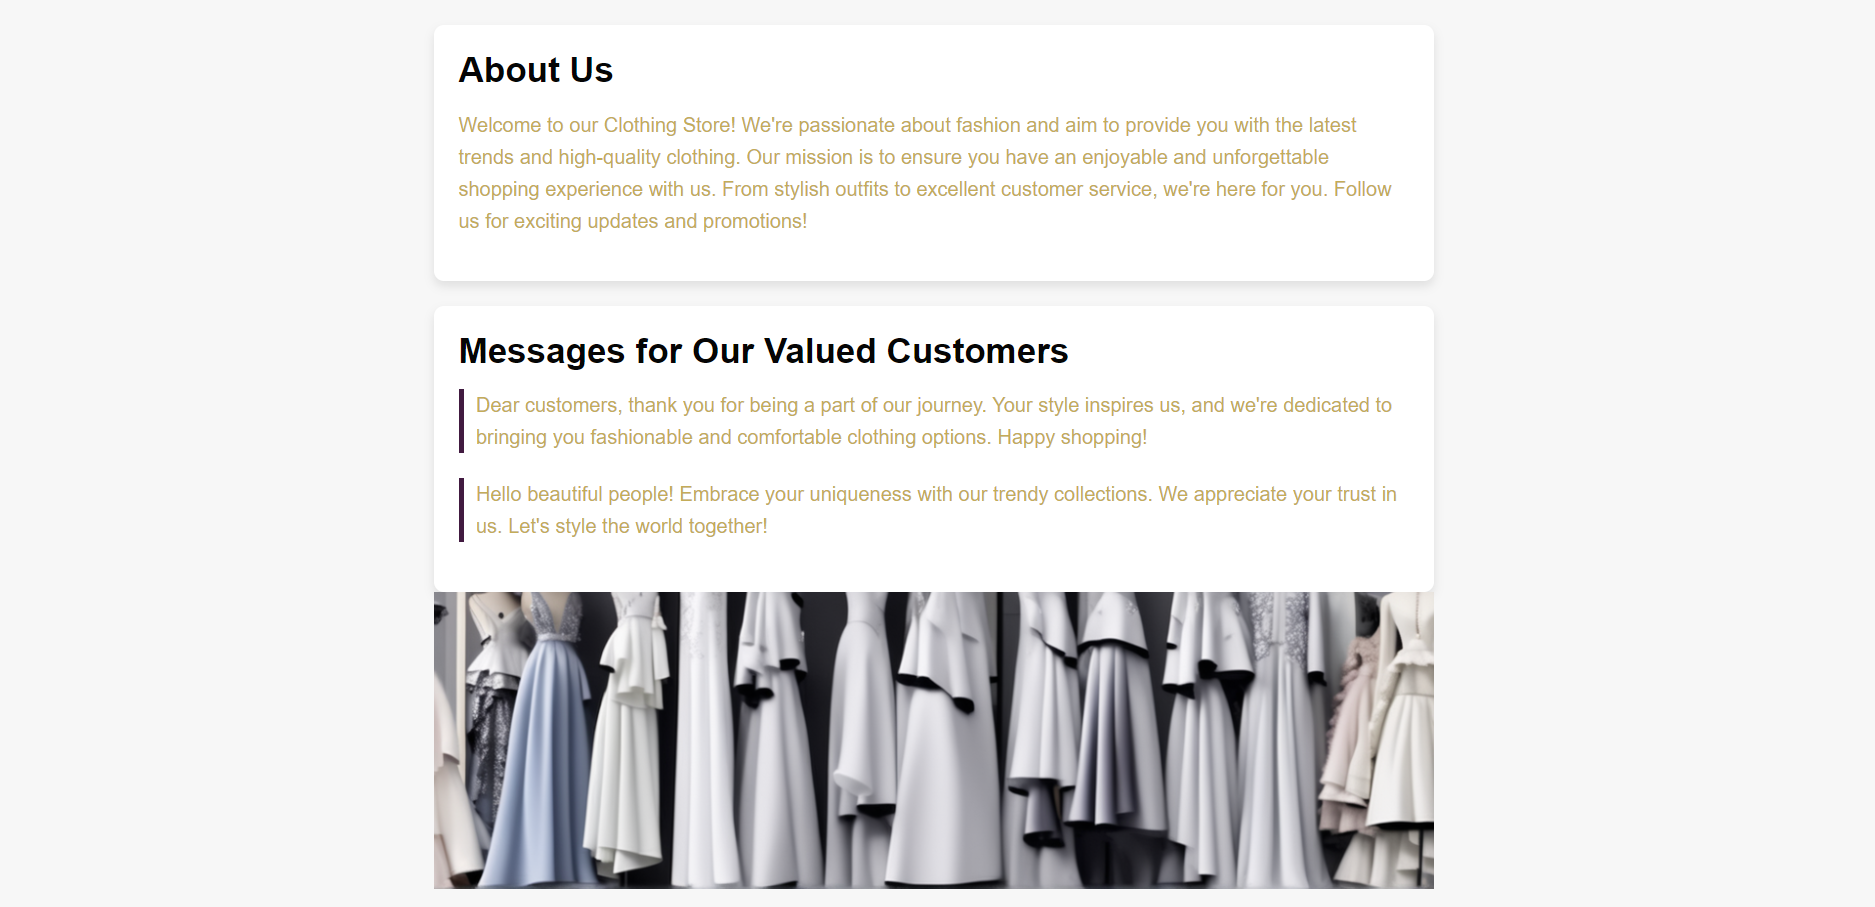 About Us
Welcome to our Clothing Store! We're passionate about fashion and aim to provide you with the latest
trends and high-quality clothing. Our mission is to ensure you have an enjoyable and unforgettable
shopping experience with us. From stylish outfits to excellent customer service, we're here for you. Follow
us for exciting updates and promotions!
Messages for Our Valued Customers
Dear customers, thank you for being a part of our journey. Your style inspires us, and we're dedicated to
bringing you fashionable and comfortable clothing options. Happy shopping!
Hello beautiful people! Embrace your uniqueness with our trendy collections. We appreciate your trust in
us. Let's style the world together!